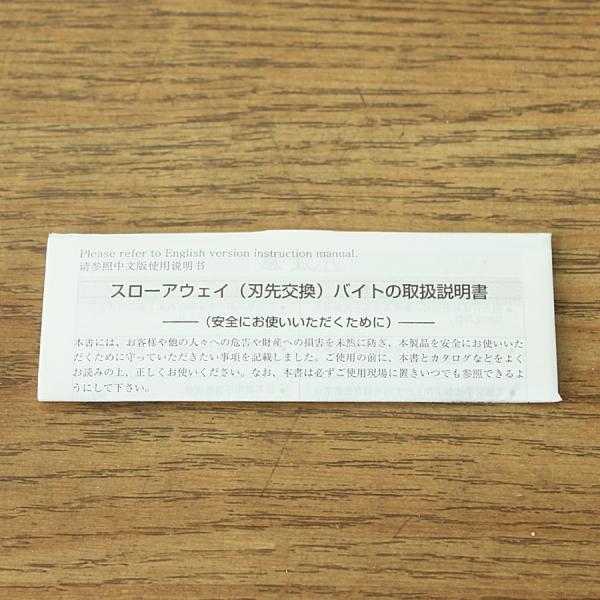 Please refer to English version instruction manual.
请参照中文版使用说明书
スローアウェイ（刃先交換）バイトの取扱説明書
――（安全にお使いいただくために）――
本書には、お客様や他の人々への危害や財産への損害を未然に防ぎ、本製品を安全にお使いいた
だくために守っていただきたい事項を記載しました。ご使用の前に、本書とカタログなどをよく
お読みの上、正しくお使いください。なお、本書は必ずご使用現場に置きいつでも参照できるよ
うにして下さい。